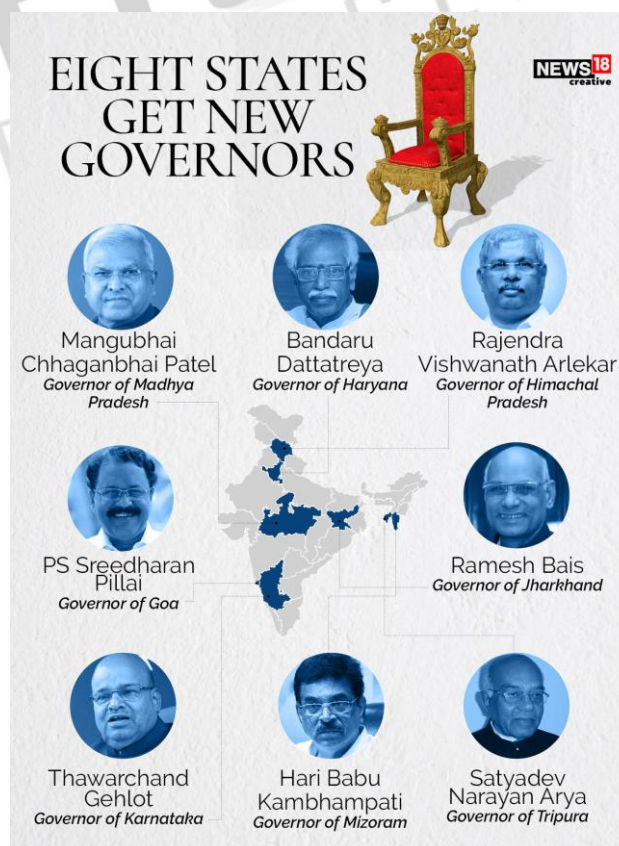 EIGHT STATES
GET NEW
GOVERNORS
NEWS18
creative
Mangubhai
Chhaganbhai Patel
Governor of Madhya
Pradesh
Bandaru
Dattatreya
Governor of Haryana
Rajendra
Vishwanath Arlekar
Governor of Himachal
Pradesh
PS Sreedharan
Pillai
Governor of Goa
Ramesh Bais
Governor of Jharkhand
Thawarchand
Gehlot
Governor of Karnataka
Hari Babu
Kambhampati
Governor of Mizoram
Satyadev
Narayan Arya
Governor of Tripura